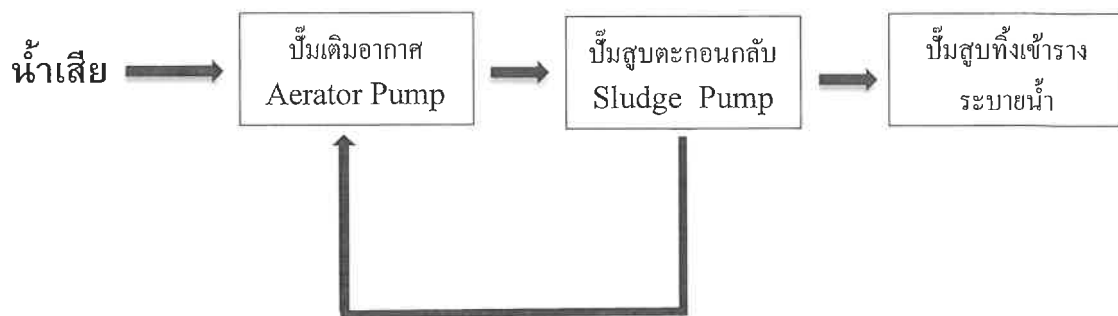 น้ำเสีย
ปั๊มเติมอากาศ
Aerator Pump
ปั๊มสูบตะกอนกลับ
Sludge Pump
ปั๊มสูบทิ้งเข้าราง
ระบายน้ำ